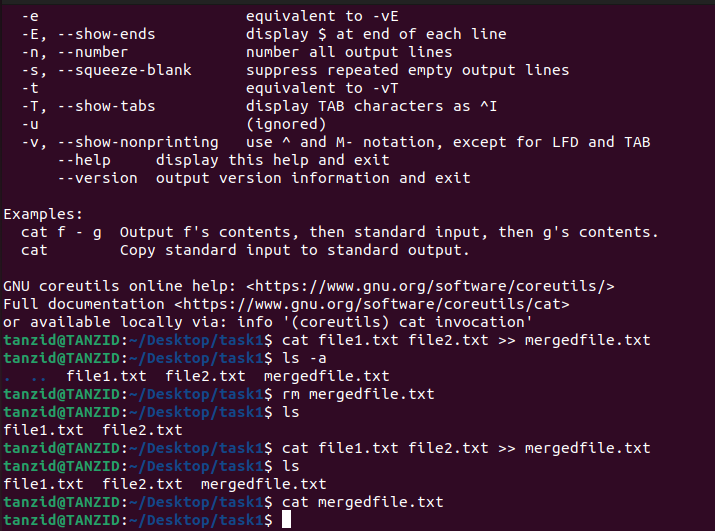 -e equivalent to -vE
-E, --show-ends display $ at end of each line
-n, --number number all output lines
-s, --squeeze-blank suppress repeated empty output lines
-t equivalent to -vT
-T, --show-tabs display TAB characters as ^I
-u (ignored)
-v, --show-nonprinting use ^ and M- notation, except for LFD and TAB
--help display this help and exit
--version output version information and exit
Examples:
cat f - g Output f's contents, then standard input, then g's contents.
cat Copy standard input to standard output.
GNU coreutils online help: <https://www.gnu.org/software/coreutils/>
Full documentation <https://www.gnu.org/software/coreutils/cat>
or available locally via: info '(coreutils) cat invocation'
tanzid@TANZID:~/Desktop/task1$ cat file1.txt file2.txt >> mergedfile.txt
tanzid@TANZID:~/Desktop/task1$ ls -a
. .. file1.txt file2.txt mergedfile.txt
tanzid@TANZID:~/Desktop/task1$ rm mergedfile.txt
tanzid@TANZID:~/Desktop/task1$ ls
file1.txt file2.txt
tanzid@TANZID:~/Desktop/task1$ cat file1.txt file2.txt >> mergedfile.txt
tanzid@TANZID:~/Desktop/task1$ ls
file1.txt file2.txt mergedfile.txt
tanzid@TANZID:~/Desktop/task1$ cat mergedfile.txt
tanzid@TANZID:~/Desktop/task1$